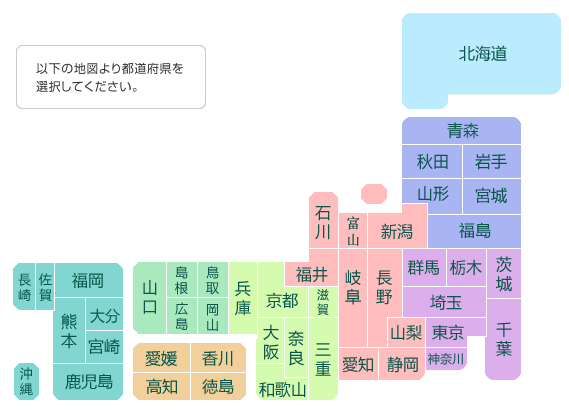 以下の地図より都道府県を
選択してください。
北海道
青森
秋田
岩手
山形
宮城
福島
石川
富山
新潟
福井
岐阜
長野
山梨
愛知
静岡
群馬
栃木
茨城
埼玉
東京
千葉
神奈川
兵庫
京都
滋賀
大阪
奈良
三重
和歌山
山口
島根
鳥取
広島
岡山
愛媛
香川
高知
徳島
長崎
佐賀
福岡
熊本
大分
宮崎
鹿児島
沖縄